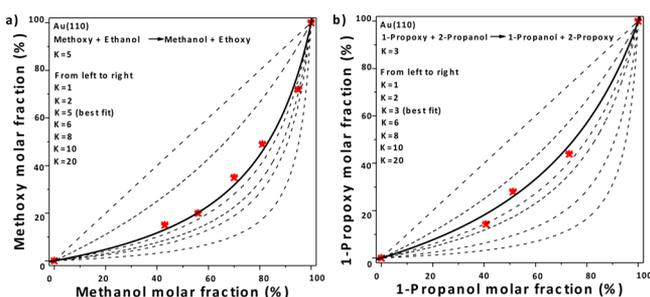 a)
Au(110)
Methoxy + Ethanol ⟶ Methanol + Ethoxy
K=5
From left to right
K=1
K=2
K=5 (best fit)
K=6
K=8
K=10
K=20
Methoxy molar fraction (%)
100
80
60
40
20
0
0 20 40 60 80 100
Methanol molar fraction (%)
b)
Au(110)
1-Propoxy + 2-Propanol ⟶ 1-Propanol + 2-Propoxy
K=3
From left to right
K=1
K=2
K=3 (best fit)
K=6
K=8
K=10
K=20
1-Propoxy molar fraction (%)
100
80
60
40
20
0
0 20 40 60 80 100
1-Propanol molar fraction (%)